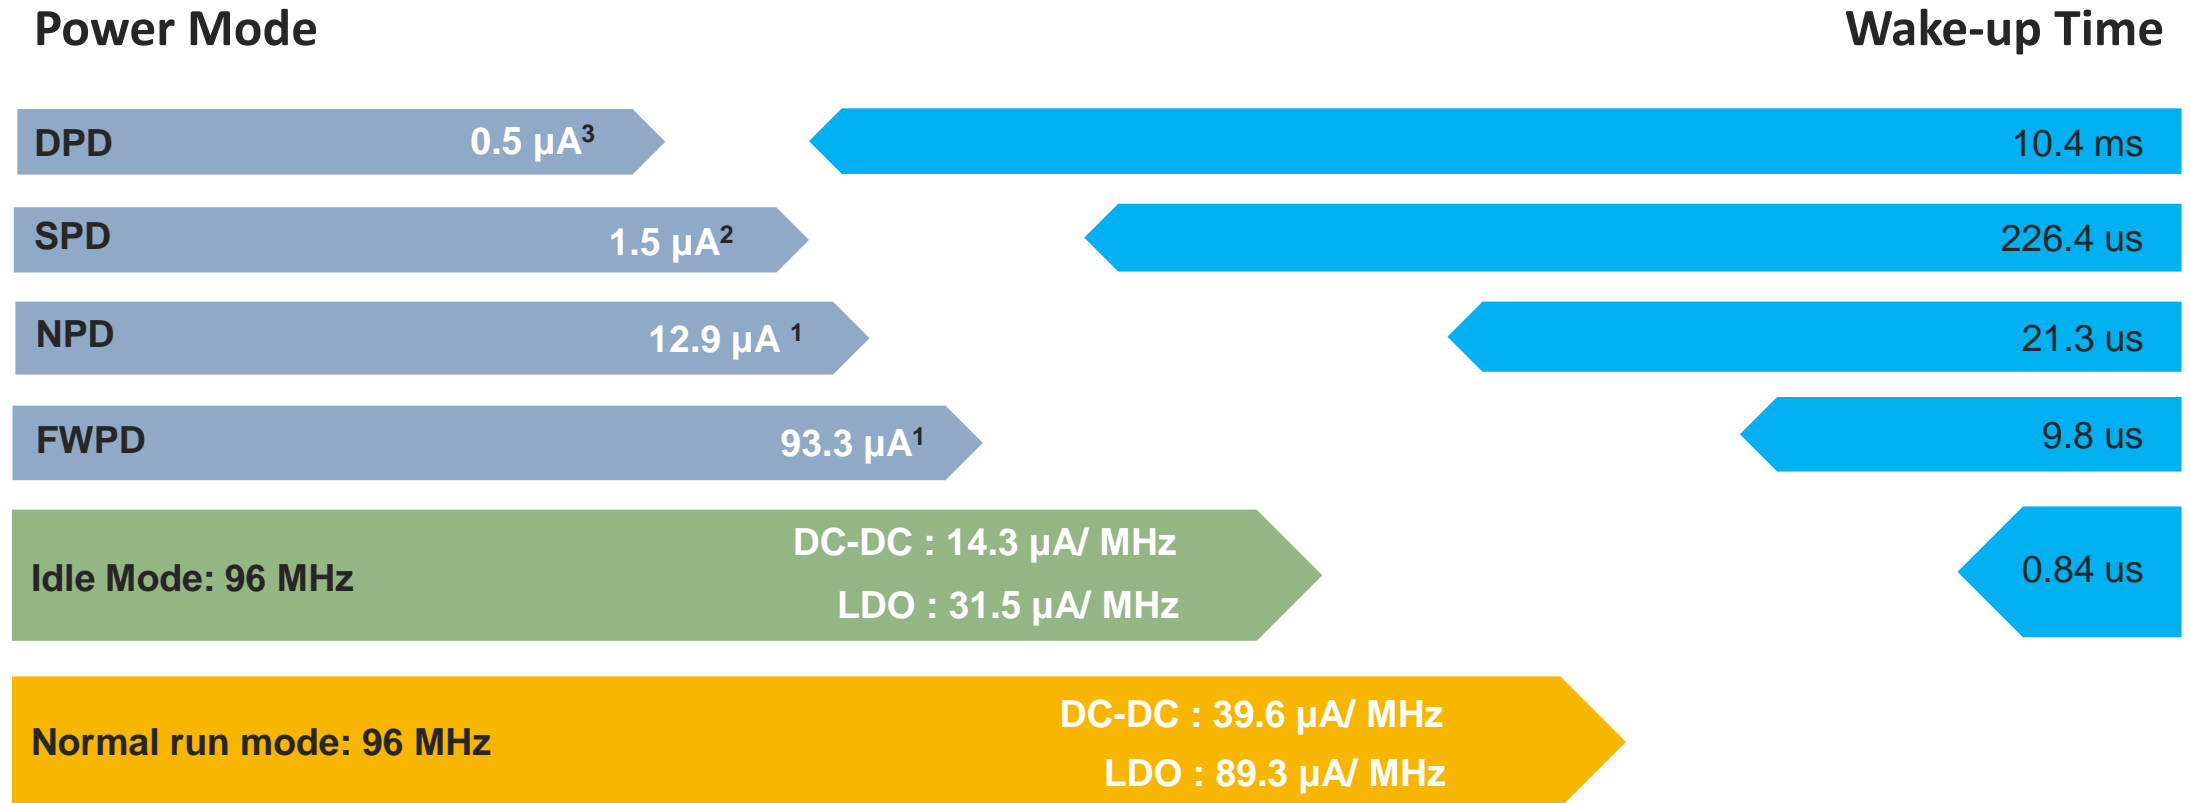 Power Mode
Wake-up Time
DPD
0.5 µA³
10.4 ms
SPD
1.5 µA²
226.4 us
NPD
12.9 µA ¹
21.3 us
FWPD
93.3 µA¹
9.8 us
Idle Mode: 96 MHz
DC-DC : 14.3 µA/ MHz
LDO : 31.5 µA/ MHz
0.84 us
Normal run mode: 96 MHz
DC-DC : 39.6 µA/ MHz
LDO : 89.3 µA/ MHz